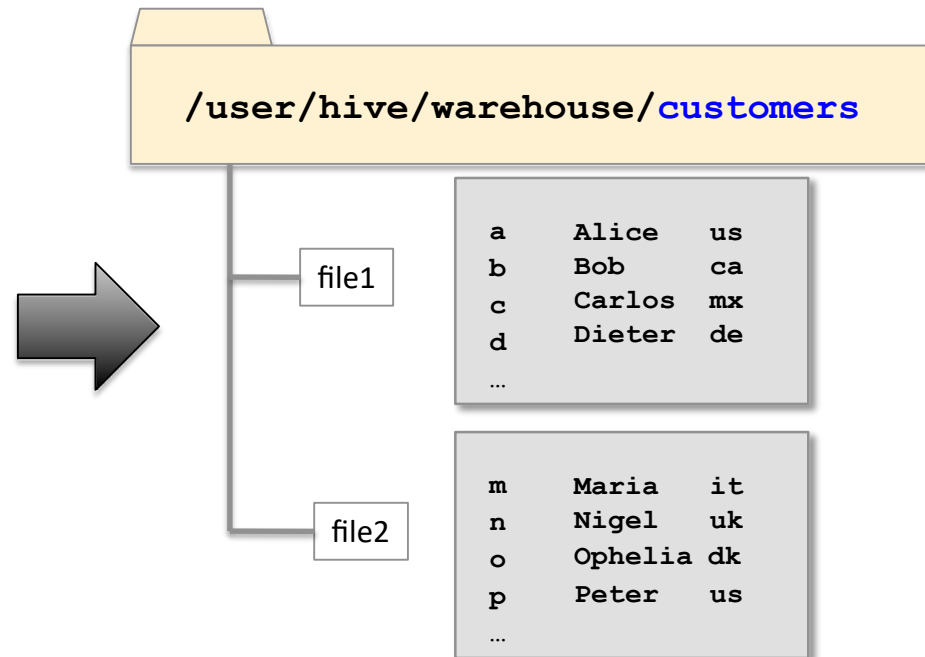 /user/hive/warehouse/customers
file1
a Alice us
b Bob ca
c Carlos mx
d Dieter de
…
file2
m Maria it
n Nigel uk
o Ophelia dk
p Peter us
…